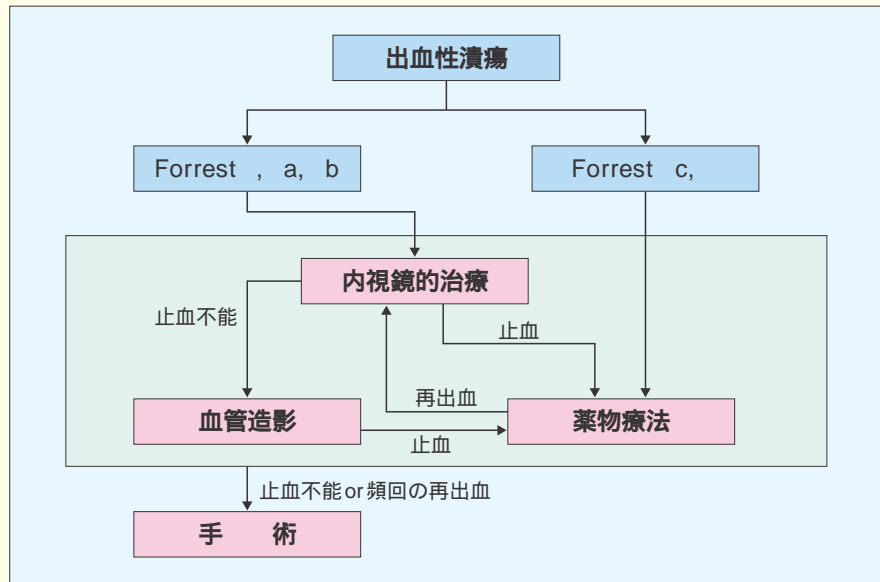 出血性潰瘍
Forrest , a, b
Forrest c,
内視鏡的治療
止血不能
止血
再出血
血管造影
薬物療法
止血
止血不能or頻回の再出血
手 術